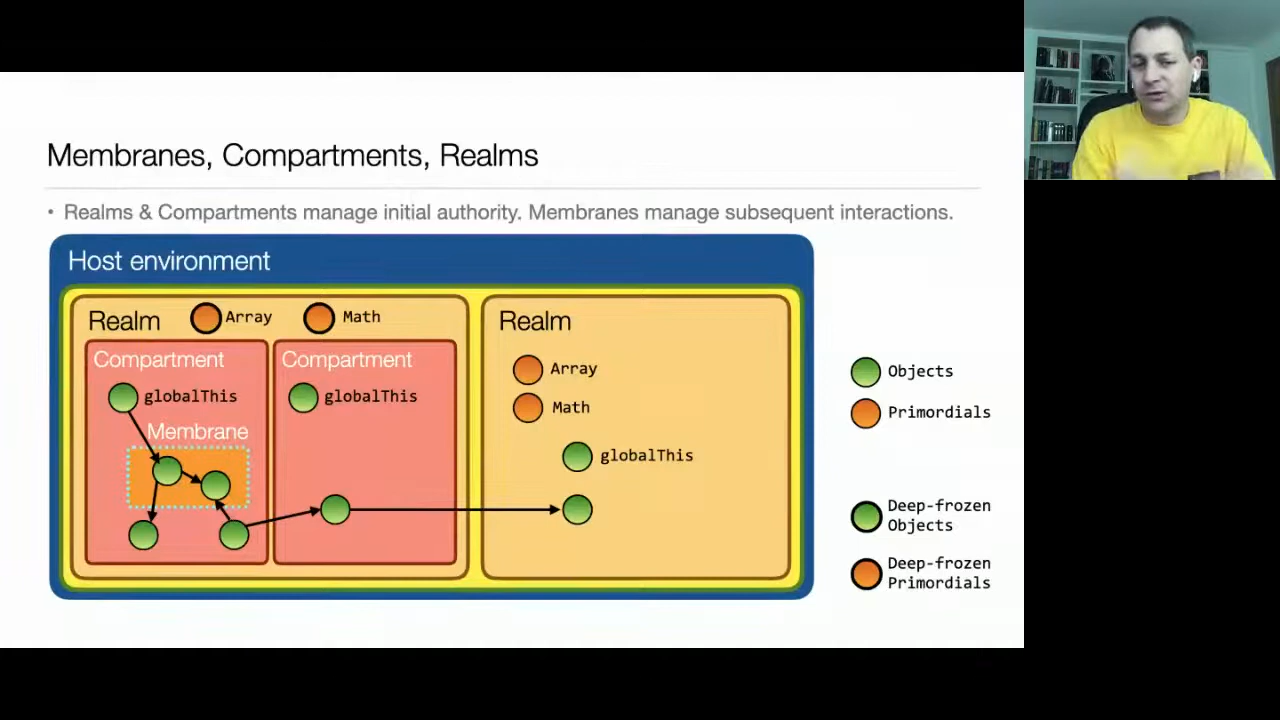 Membranes, Compartments, Realms
• Realms & Compartments manage initial authority. Membranes manage subsequent interactions.
Host environment
Realm
Array
Math
Compartment
globalThis
Membrane
Compartment
globalThis
Realm
Array
Math
globalThis
Objects
Primordials
Deep-frozen
Objects
Deep-frozen
Primordials